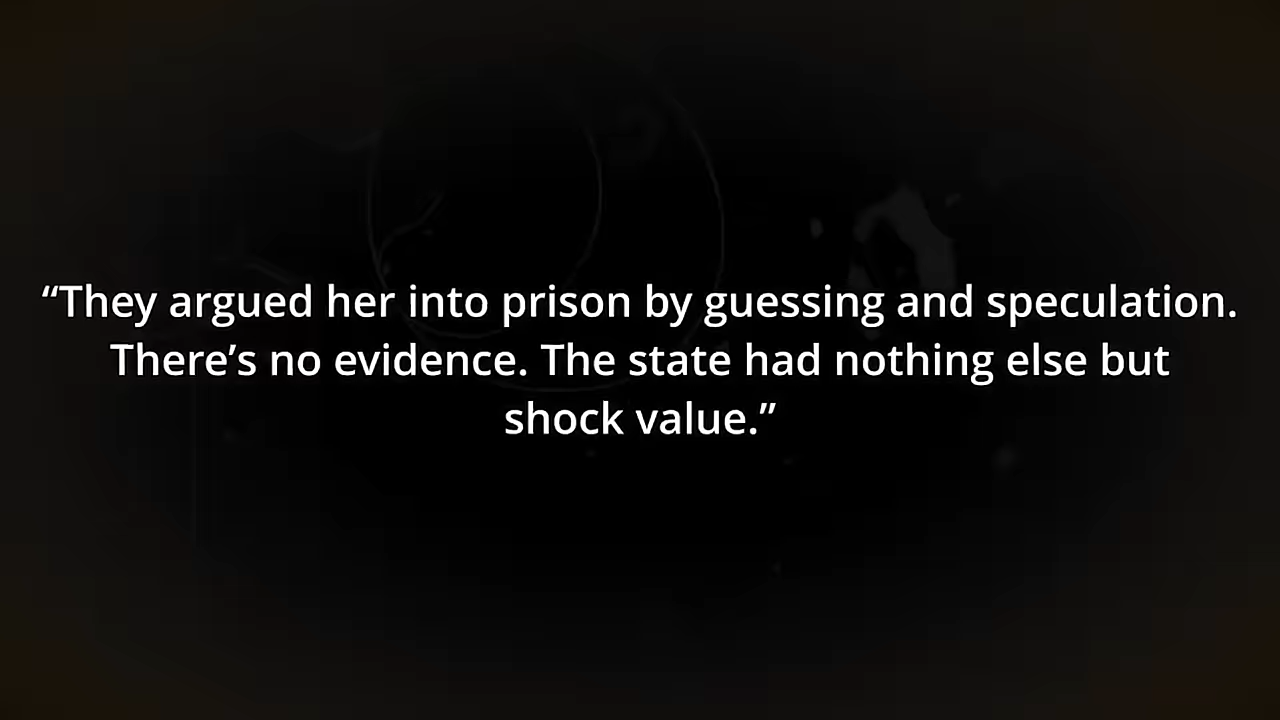 “They argued her into prison by guessing and speculation.
There’s no evidence. The state had nothing else but
shock value.”